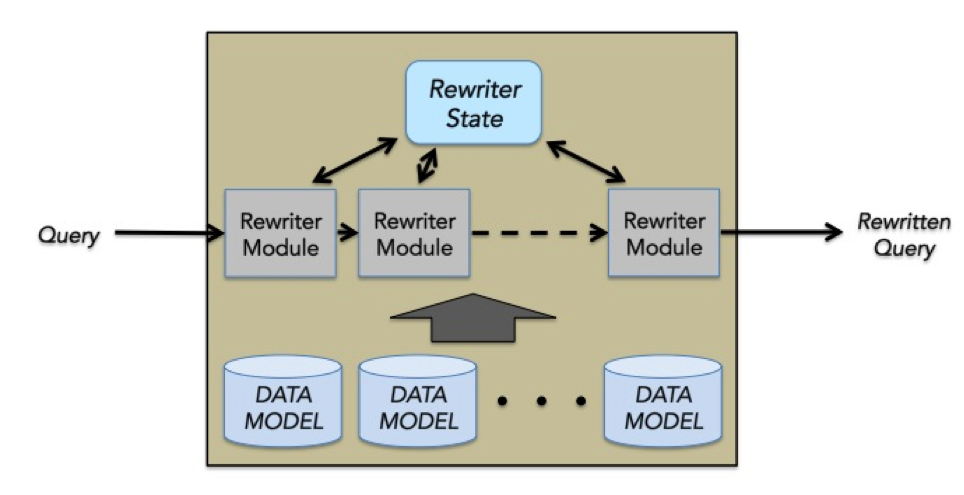 Rewriter
State
Query
Rewriter
Module
Rewriter
Module
Rewriter
Module
Rewritten
Query
DATA
MODEL
DATA
MODEL
DATA
MODEL